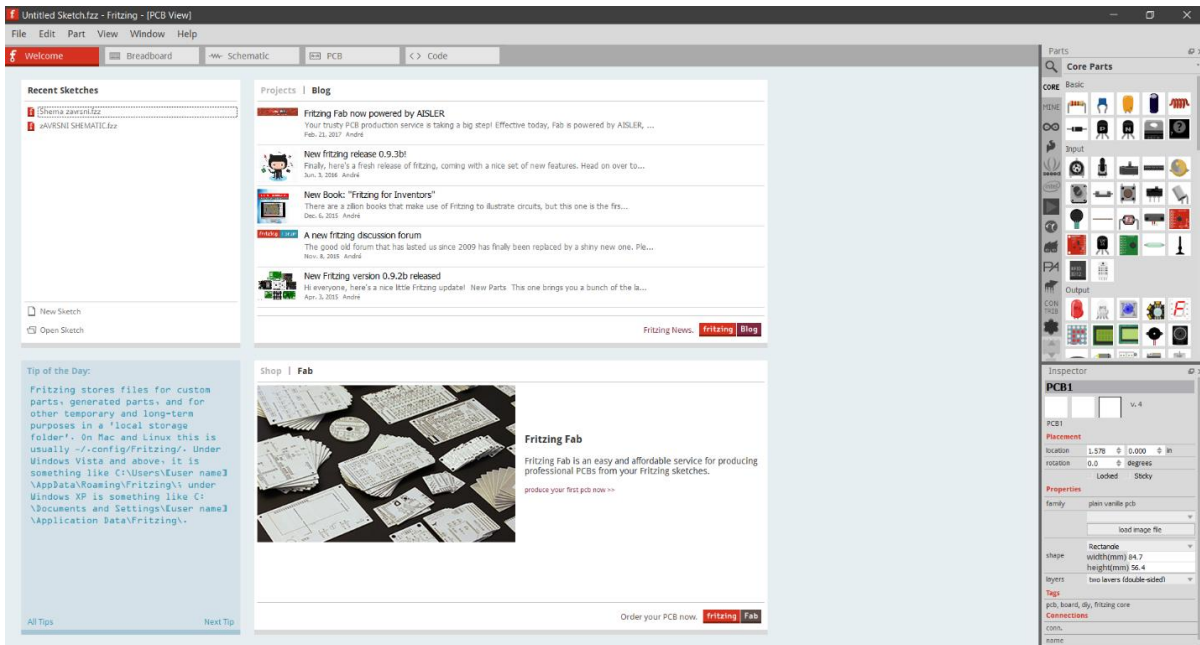 Untitled Sketch.fzz - Fritzing - [PCB View]
File Edit Part View Window Help
Welcome Breadboard Schematic PCB <> Code
Recent Sketches
Shema zavrsni.fzz
zAVRSNI SHEMATIC.fzz
New Sketch
Open Sketch
Projects | Blog
Fritzing Fab now powered by AISLER
Your trusty PCB production service is taking a big step! Effective today, Fab is powered by AISLER, ...
Feb. 21, 2017 André
New fritzing release 0.9.3b!
Finally, here's a fresh release of fritzing, coming with a nice set of new features. Head on over to...
Jun. 3, 2016 André
New Book: "Fritzing for Inventors"
There are a zillion books that make use of Fritzing to illustrate circuits, but this one is the firs...
Dec. 6, 2015 André
A new fritzing discussion forum
The good old forum that has lasted us since 2009 has finally been replaced by a shiny new one. Ple...
Nov. 8, 2015 André
New Fritzing version 0.9.2b released
Hi everyone, here's a nice little Fritzing update! New Parts This one brings you a bunch of the la...
Apr. 3, 2015 André
Fritzing News. fritzing Blog
Tip of the Day:
Fritzing stores files for custom
parts, generated parts, and for
other temporary and long-term
purposes in a 'local storage
folder'. On Mac and Linux this is
usually ~/.config/Fritzing/. Under
Windows Vista and above, it is
something like C:\Users\[user name]
\AppData\Roaming\Fritzing\; under
Windows XP is something like C:
\Documents and Settings\[user name]
\Application Data\Fritzing\.
All Tips Next Tip
Shop | Fab
Fritzing Fab
Fritzing Fab is an easy and affordable service for producing
professional PCBs from your Fritzing sketches.
produce your first pcb now >>
Order your PCB now. fritzing Fab
Parts
Core Parts
CORE
MINE
Basic
Input
Output
CON
TRIB
Inspector
PCB1
v. 4
PCB1
Placement
location 1.578 0.000 in
rotation 0.0 degrees
Locked Sticky
Properties
family plain vanilla pcb
load image file
shape Rectangle
width(mm) 84.7
height(mm) 56.4
layers two layers (double-sided)
Tags
pcb, board, diy, fritzing core
Connections
conn.
name